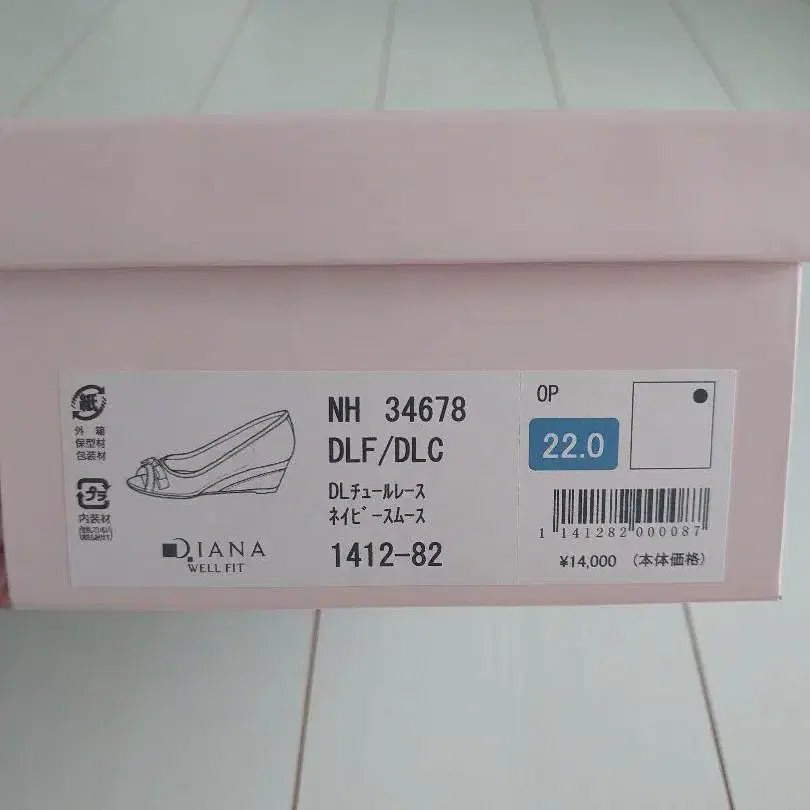 紙
外 箱
保型材
包装材
プラ
内装材
DIANA
WELL FIT
NH 34678
DLF/DLC
DLチュールレース
ネイビースムース
1412-82
OP
22.0
1 141282 000087
¥14,000 (本体価格)